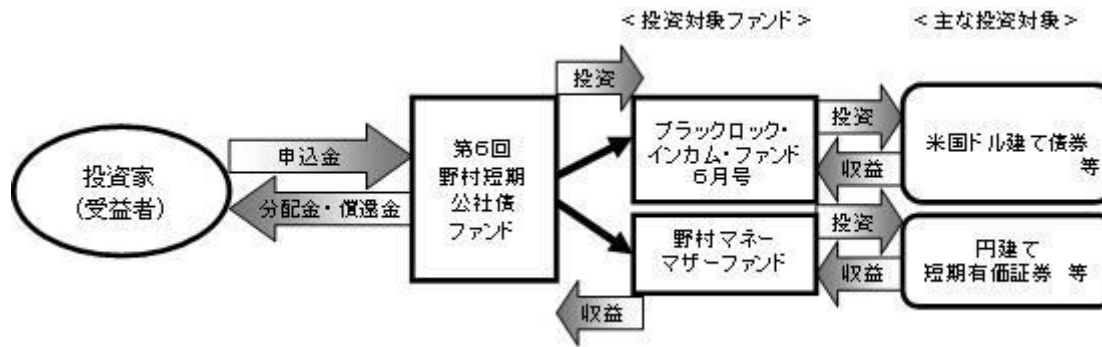 <投資対象ファンド>
<主な投資対象>
投資
ブラックロック・
インカム・ファンド
6月号
投資
収益
米国ドル建て債券
等
投資家
(受益者)
申込金
分配金・償還金
第6回
野村短期
公社債
ファンド
野村マネー
マザーファンド
投資
収益
円建て
短期有価証券 等
収益